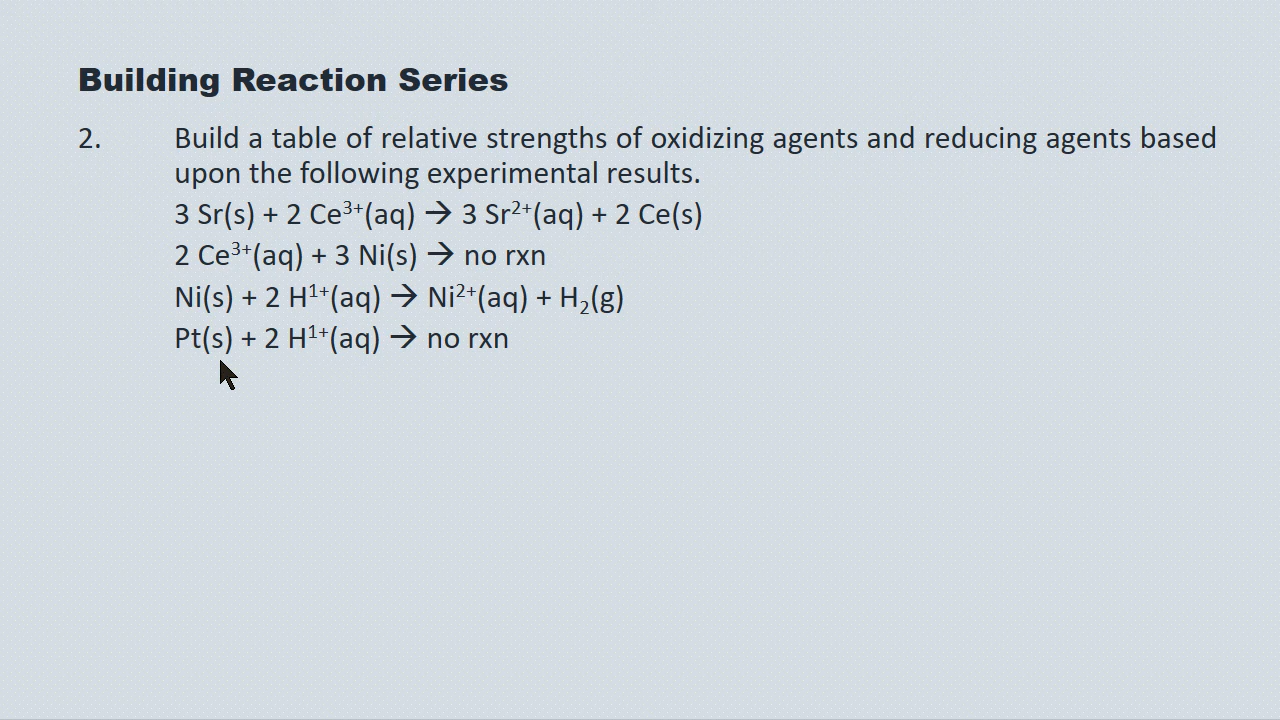 Building Reaction Series
2. Build a table of relative strengths of oxidizing agents and reducing agents based
upon the following experimental results.
3 Sr(s) + 2 Ce³⁺(aq) → 3 Sr²⁺(aq) + 2 Ce(s)
2 Ce³⁺(aq) + 3 Ni(s) → no rxn
Ni(s) + 2 H¹⁺(aq) → Ni²⁺(aq) + H₂(g)
Pt(s) + 2 H¹⁺(aq) → no rxn